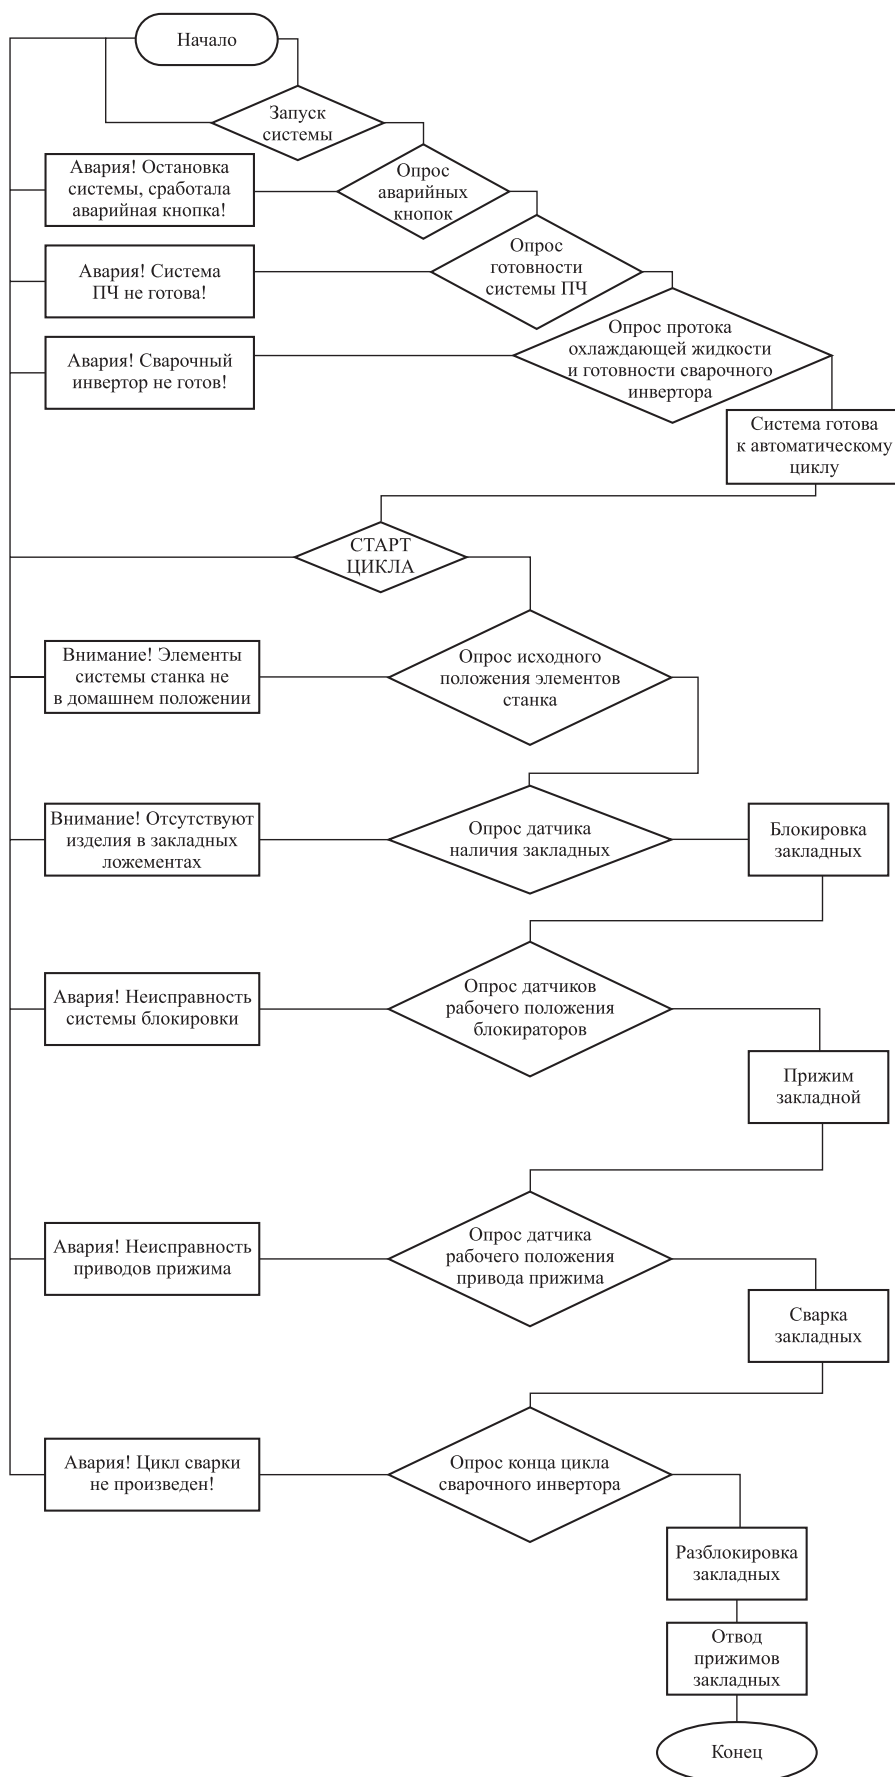 Начало
Запуск
системы
Авария! Остановка
системы, сработала
аварийная кнопка!
Опрос
аварийных
кнопок
Авария! Система
ПЧ не готова!
Опрос
готовности
системы ПЧ
Авария! Сварочный
инвертор не готов!
Опрос протока
охлаждающей жидкости
и готовности сварочного
инвертора
Система готова
к автоматическому
циклу
СТАРТ
ЦИКЛА
Внимание! Элементы
системы станка не
в домашнем положении
Опрос исходного
положения элементов
станка
Внимание! Отсутствуют
изделия в закладных
ложементах
Опрос датчика
наличия закладных
Блокировка
закладных
Авария! Неисправность
системы блокировки
Опрос датчиков
рабочего положения
блокираторов
Прижим
закладной
Авария! Неисправность
приводов прижима
Опрос датчика
рабочего положения
привода прижима
Сварка
закладных
Авария! Цикл сварки
не произведен!
Опрос конца цикла
сварочного инвертора
Разблокировка
закладных
Отвод
прижимов
закладных
Конец